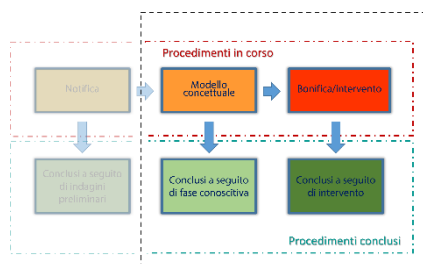 Procedimenti in corso
Notifica
Modello
concettuale
Bonifica/intervento
Conclusi a seguito
di indagini
preliminari
Conclusi a seguito
di fase conoscitiva
Conclusi a seguito
di intervento
Procedimenti conclusi